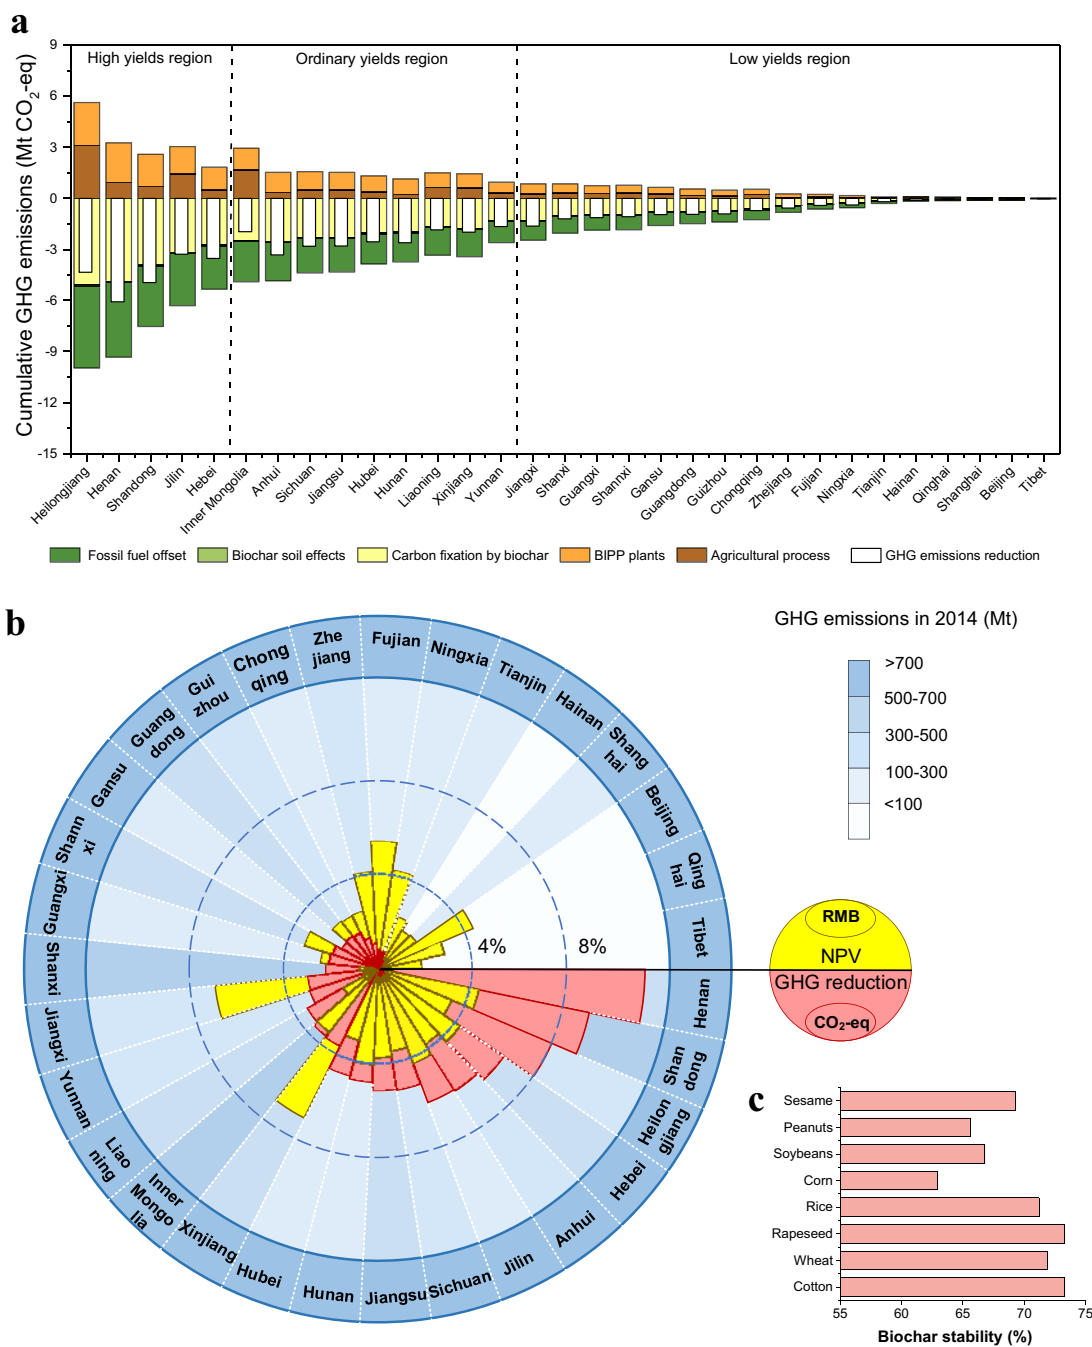 a
Cumulative GHG emissions (Mt CO2-eq)
9
6
3
0
-3
-6
-9
-12
-15
High yields region
Ordinary yields region
Low yields region
Heilongjiang
Henan
Shandong
Jilin
Hebei
Inner Mongolia
Anhui
Sichuan
Jiangsu
Hubei
Hunan
Liaoning
Xinjiang
Yunnan
Jiangxi
Shanxi
Guangxi
Shannxi
Gansu
Guangdong
Guizhou
Chongqing
Zhejiang
Fujian
Ningxia
Tianjin
Hainan
Qinghai
Shanghai
Beijing
Tibet
Fossil fuel offset
Biochar soil effects
Carbon fixation by biochar
BIPP plants
Agricultural process
GHG emissions reduction
b
Fujian
Ningxia
Tianjin
Hainan
Shang
hai
Beijing
Qing
hai
Tibet
Henan
Shan
dong
Heilon
gjiang
Hebei
Anhui
Jilin
Sichuan
Jiangsu
Hunan
Hubei
Xinjiang
Inner
Mongo
lia
Liao
ning
Yunnan
Jiangxi
Shanxi
Guangxi
Shann
xi
Gansu
Guang
dong
Gui
zhou
Chong
qing
Zhe
jiang
4%
8%
GHG emissions in 2014 (Mt)
>700
500-700
300-500
100-300
<100
RMB
NPV
GHG reduction
CO2-eq
c
Sesame
Peanuts
Soybeans
Corn
Rice
Rapeseed
Wheat
Cotton
55
60
65
70
75
Biochar stability (%)